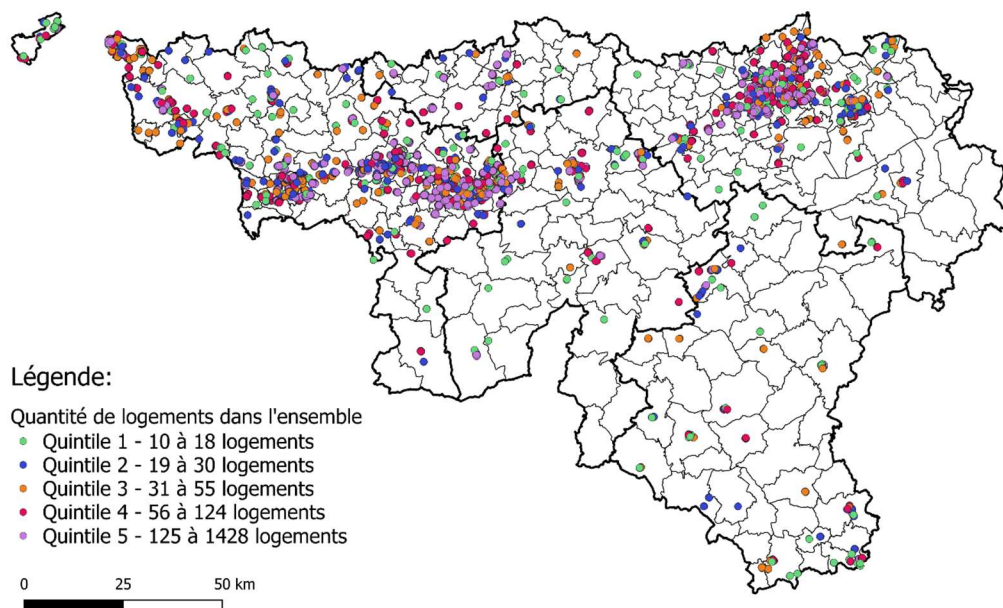 Légende:
Quantité de logements dans l'ensemble
Quintile 1 - 10 à 18 logements
Quintile 2 - 19 à 30 logements
Quintile 3 - 31 à 55 logements
Quintile 4 - 56 à 124 logements
Quintile 5 - 125 à 1428 logements
0 25 50 km